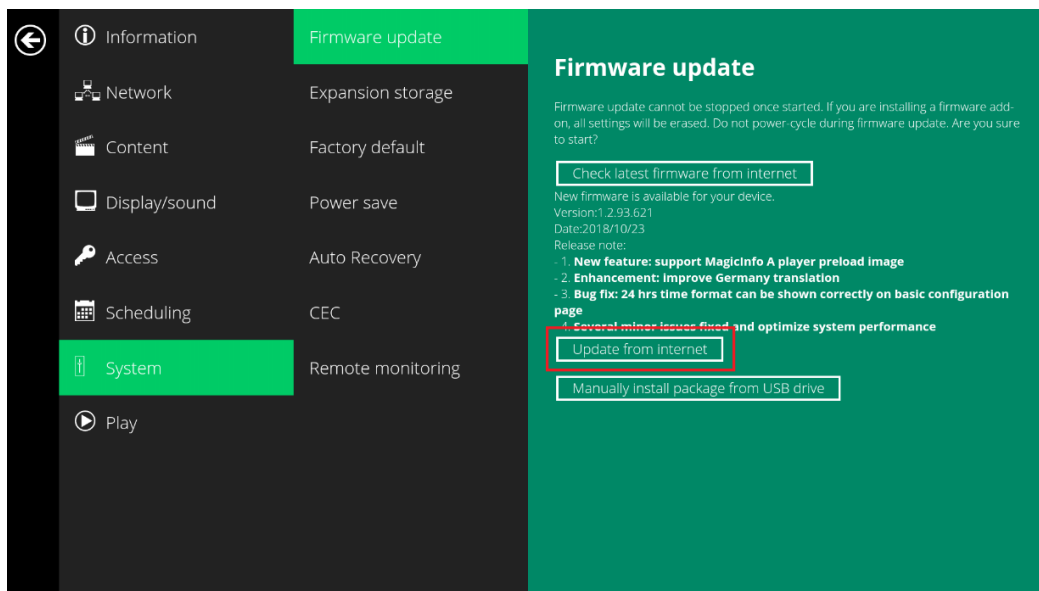 Information
Network
Content
Display/sound
Access
Scheduling
System
Play
Firmware update
Expansion storage
Factory default
Power save
Auto Recovery
CEC
Remote monitoring
Firmware update
Firmware update cannot be stopped once started. If you are installing a firmware add-
on, all settings will be erased. Do not power-cycle during firmware update. Are you sure
to start?
Check latest firmware from internet
New firmware is available for your device.
Version:1.2.93.621
Date:2018/10/23
Release note:
- 1. New feature: support MagicInfo A player preload image
- 2. Enhancement: improve Germany translation
- 3. Bug fix: 24 hrs time format can be shown correctly on basic configuration
page
- 4. Several minor issues fixed and optimize system performance
Update from internet
Manually install package from USB drive